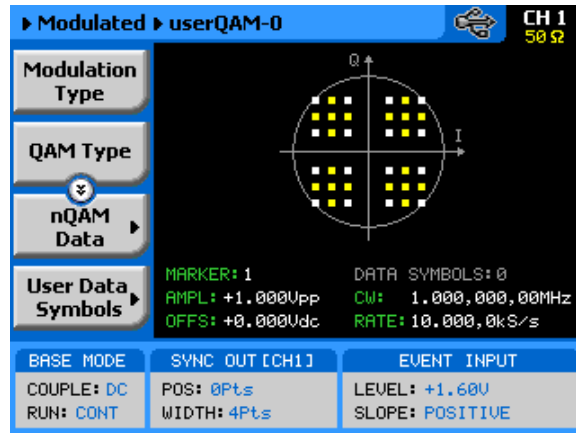 Modulated userQAM-0
CH 1
50 Ω
Modulation
Type
QAM Type
nQAM
Data
User Data
Symbols
Q
I
MARKER: 1
DATA SYMBOLS: 0
AMPL: +1.000Vpp
CW: 1.000,000,00MHz
OFFS: +0.000Vdc
RATE: 10.000,0kS/s
BASE MODE
COUPLE: DC
RUN: CONT
SYNC OUT [CH1]
POS: 0Pts
WIDTH: 4Pts
EVENT INPUT
LEVEL: +1.60V
SLOPE: POSITIVE